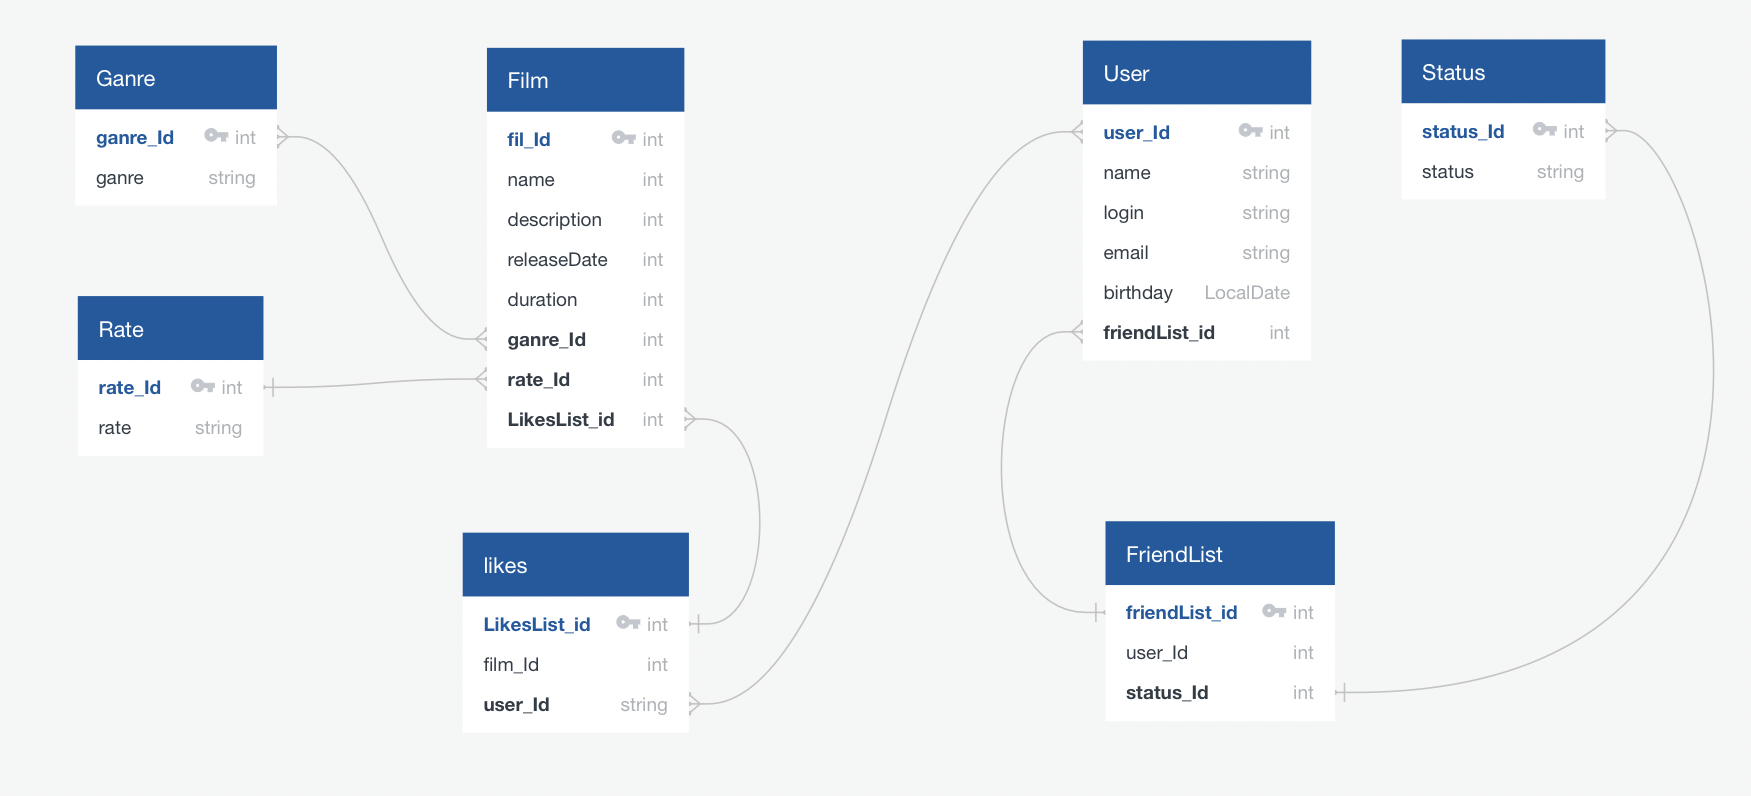 Ganre
ganre_Id int
ganre string
Rate
rate_Id int
rate string
Film
fil_Id int
name int
description int
releaseDate int
duration int
ganre_Id int
rate_Id int
LikesList_id int
likes
LikesList_id int
film_Id int
user_Id string
User
user_Id int
name string
login string
email string
birthday LocalDate
friendList_id int
Status
status_Id int
status string
FriendList
friendList_id int
user_Id int
status_Id int